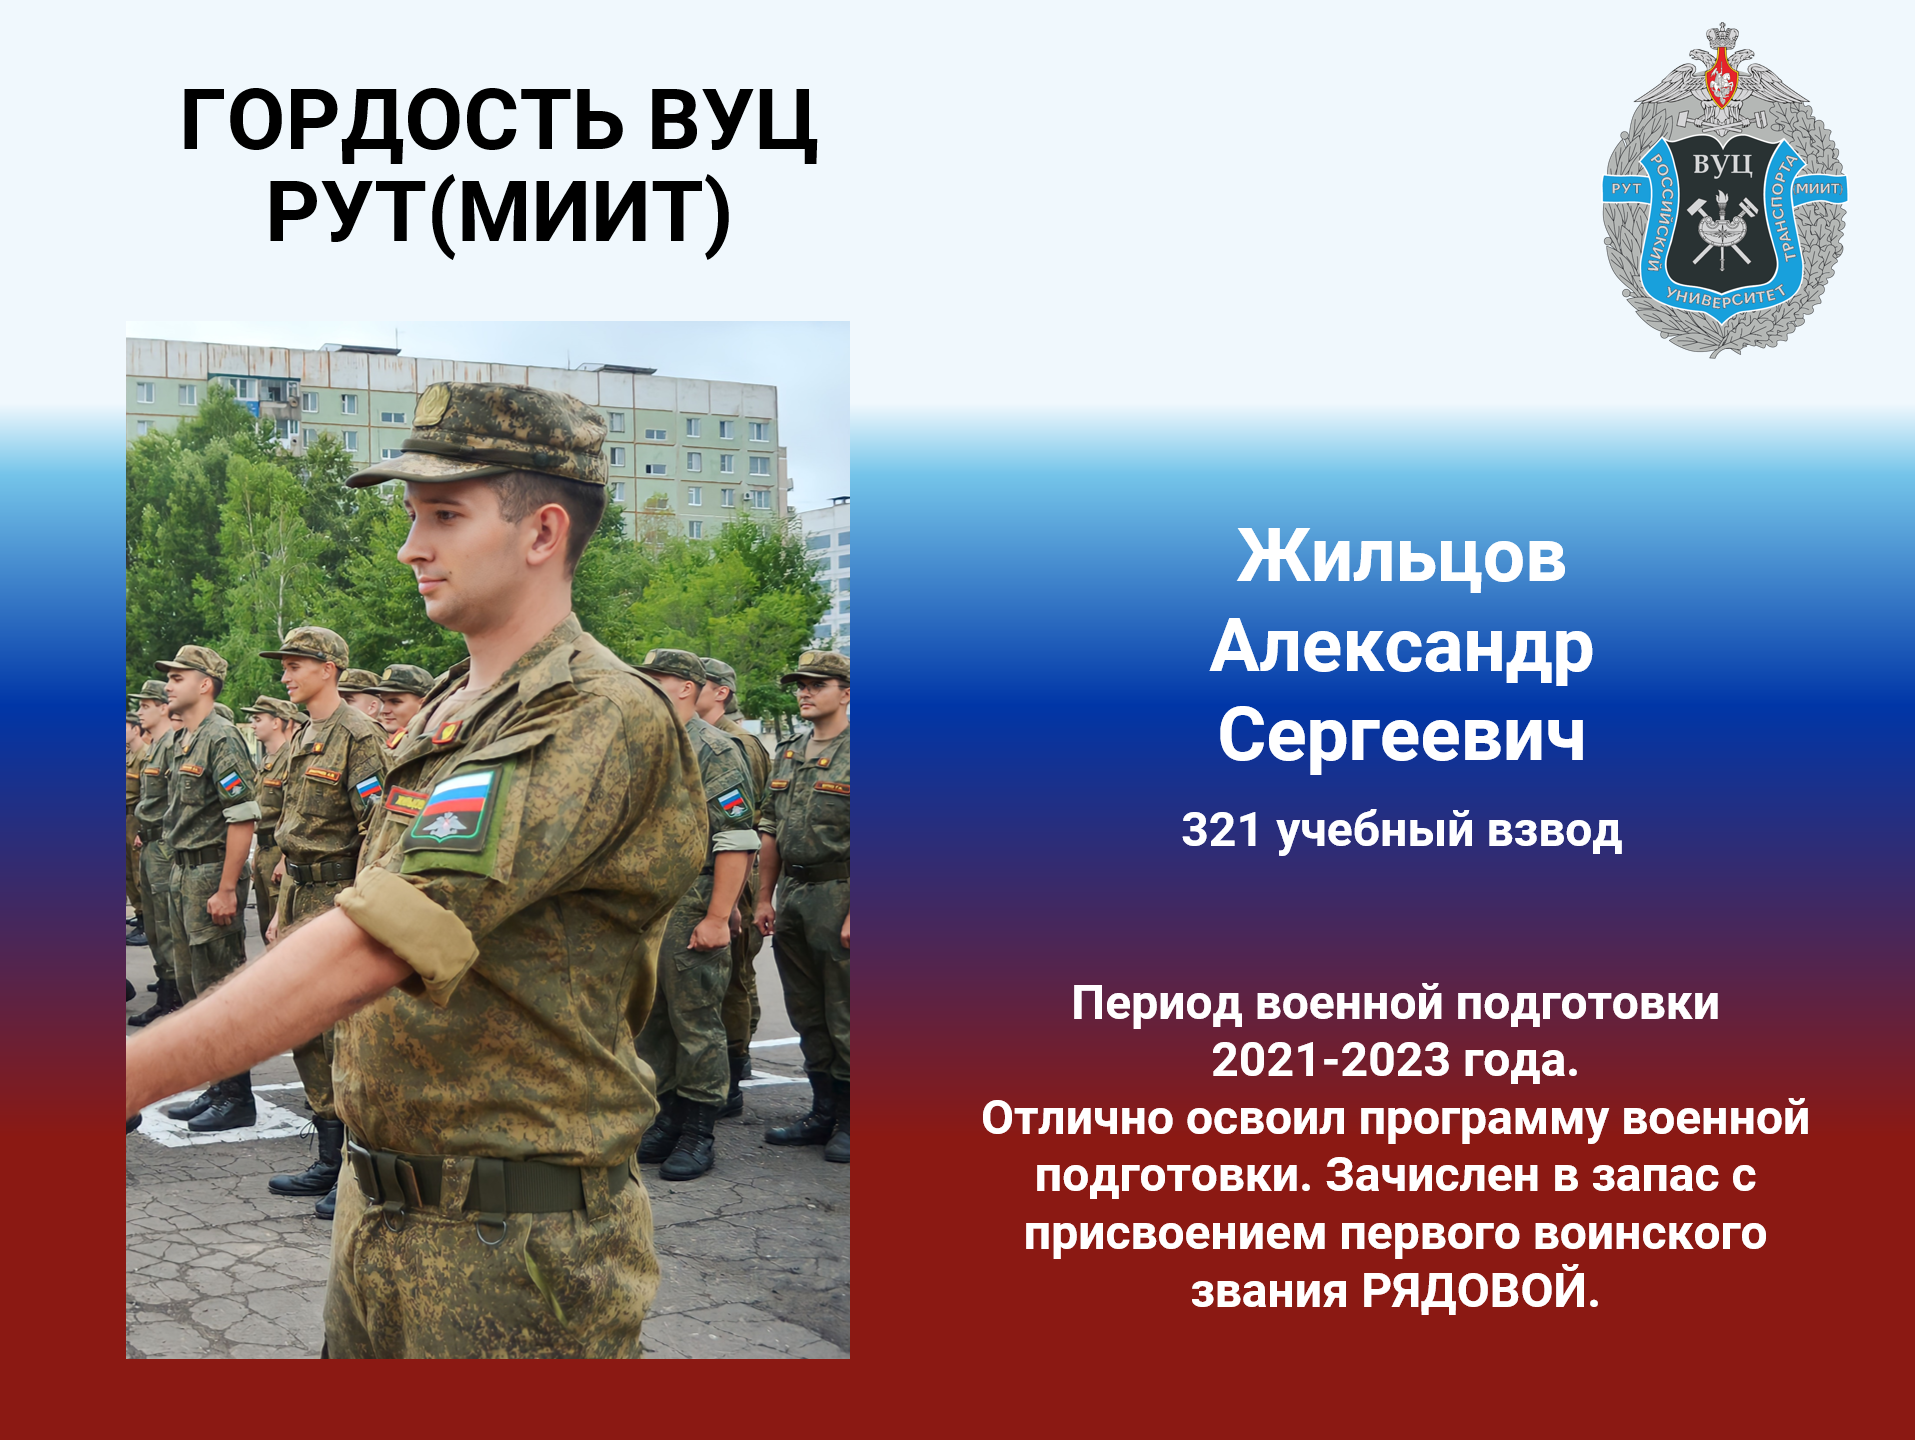 ГОРДОСТЬ ВУЦ
РУТ(МИИТ)
ВУЦ
РУТ
МИИТ
РОССИЙСКИЙ
УНИВЕРСИТЕТ
ТРАНСПОРТА
Жильцов
Александр
Сергеевич
321 учебный взвод
Период военной подготовки
2021-2023 года.
Отлично освоил программу военной
подготовки. Зачислен в запас с
присвоением первого воинского
звания РЯДОВОЙ.